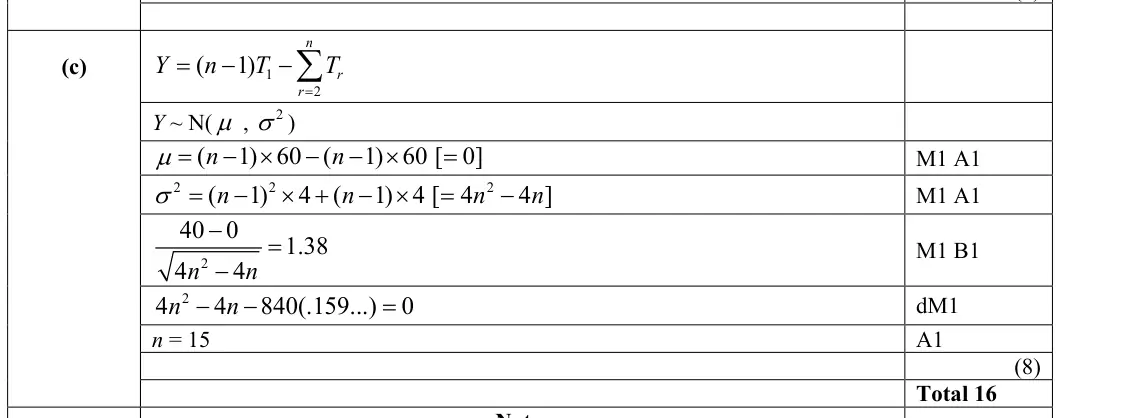 (c)
Y = (n − 1)T₁ − ∑ᵣ₌₂ⁿ Tᵣ
Y ~ N( μ , σ² )
μ = (n − 1) × 60 − (n − 1) × 60 [= 0] M1 A1
σ² = (n − 1)² × 4 + (n − 1) × 4 [= 4n² − 4n] M1 A1
(40 − 0)/√(4n² − 4n) = 1.38 M1 B1
4n² − 4n − 840(.159...) = 0 dM1
n = 15 A1
(8)
Total 16